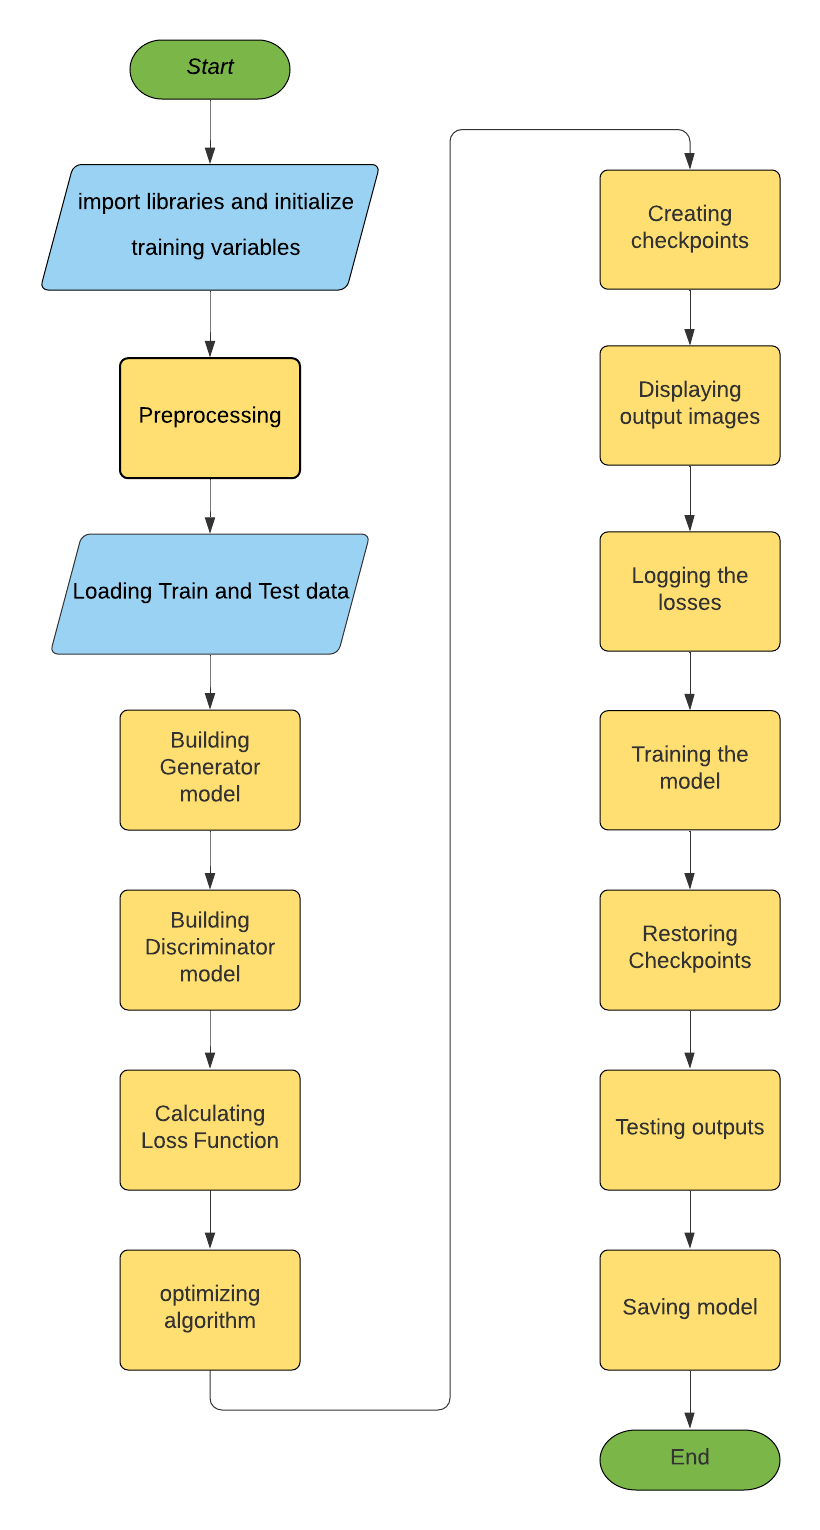 Start
import libraries and initialize
training variables
Preprocessing
Loading Train and Test data
Building
Generator
model
Building
Discriminator
model
Calculating
Loss Function
optimizing
algorithm
Creating
checkpoints
Displaying
output images
Logging the
losses
Training the
model
Restoring
Checkpoints
Testing outputs
Saving model
End